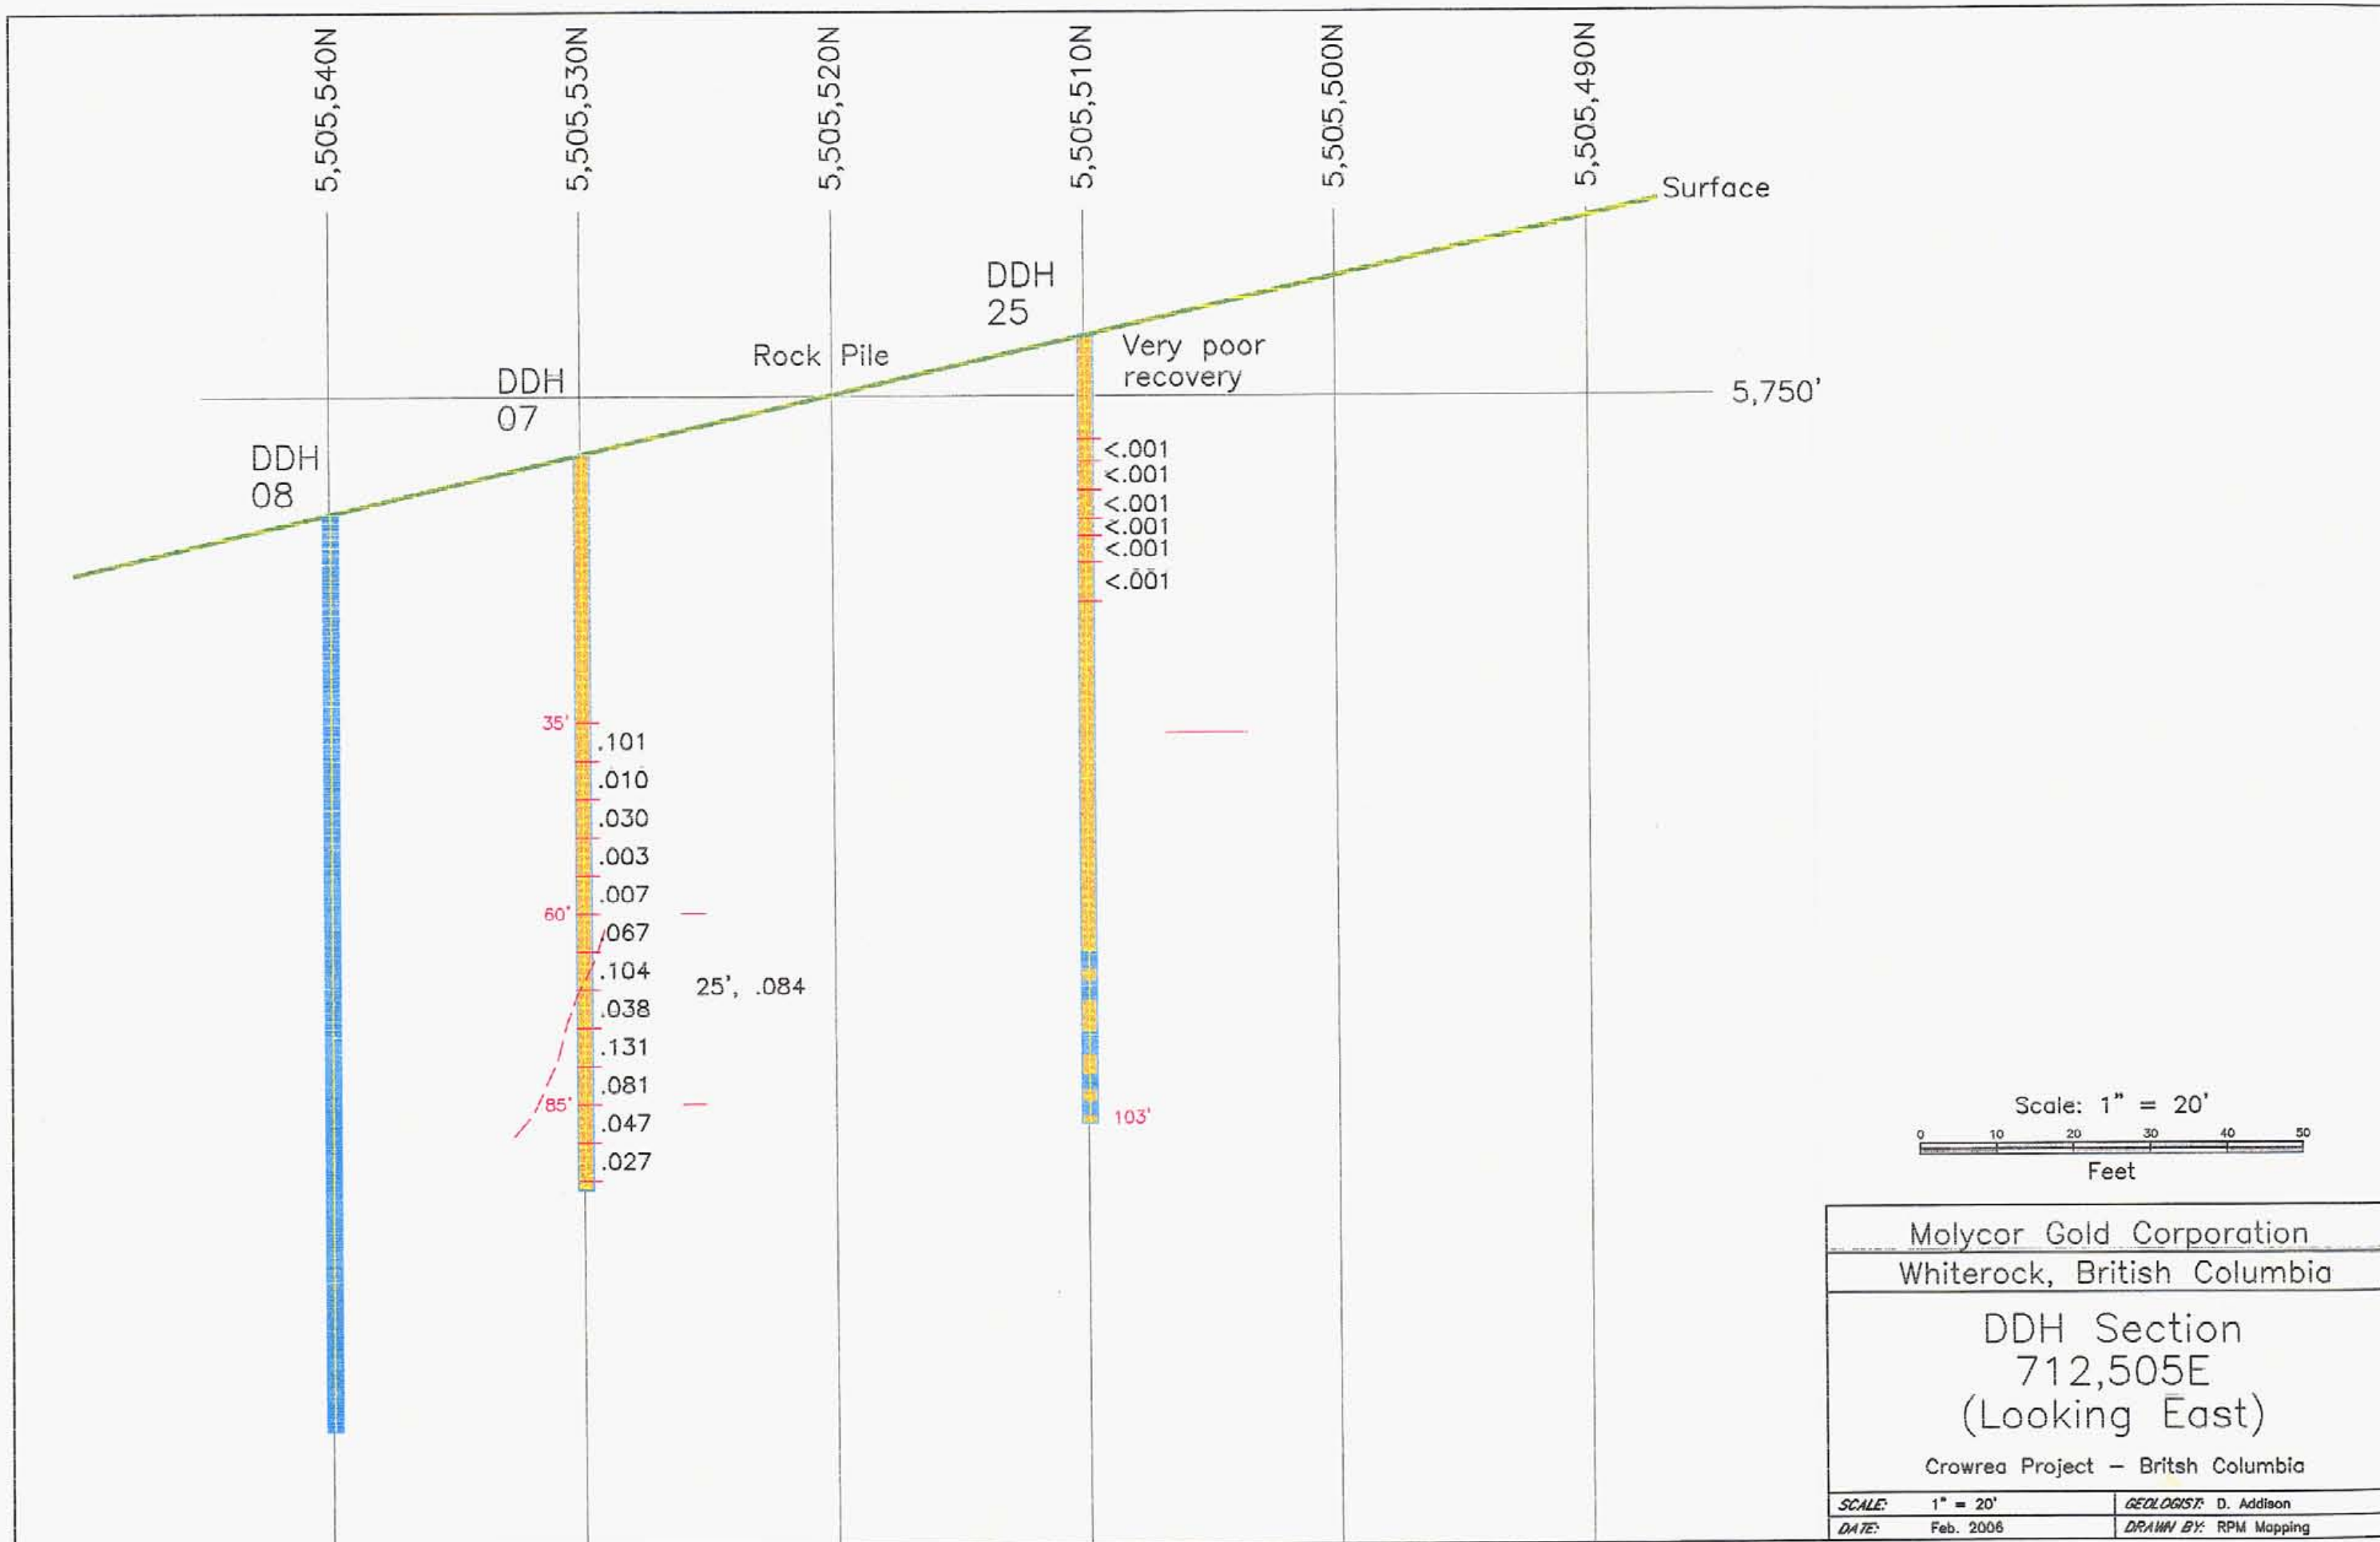 5,505,540N
5,505,530N
5,505,520N
5,505,510N
5,505,500N
5,505,490N
Surface
DDH
25
Very poor
recovery
Rock Pile
5,750'
DDH
07
DDH
08
<.001
<.001
<.001
<.001
<.001
<.001
35'
.101
.010
.030
.003
.007
60'
.067
.104
25', .084
.038
.131
.081
85'
.047
.027
103'
Scale: 1" = 20'
0 10 20 30 40 50
Feet
Molycor Gold Corporation
Whiterock, British Columbia
DDH Section
712,505E
(Looking East)
Crowrea Project – Britsh Columbia
SCALE: 1" = 20' GEOLOGIST: D. Addison
DATE: Feb. 2006 DRAWN BY: RPM Mapping